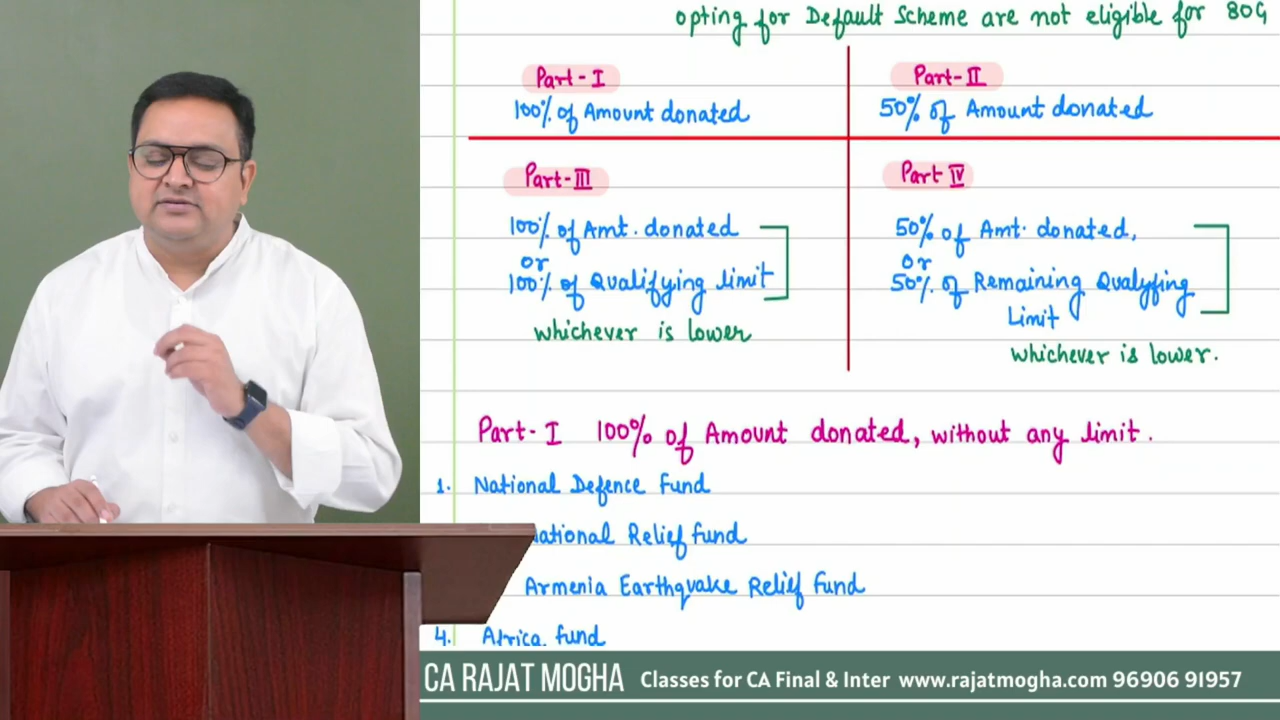 opting for Default Scheme are not eligible for 80G
Part-I
100% of Amount donated
Part-II
50% of Amount donated
Part-III
100% of Amt. donated
or
100% of Qualifying limit
whichever is lower
Part IV
50% of Amt. donated,
Or
50% of Remaining Qualyfing
Limit
whichever is lower.
Part-I 100% of Amount donated, without any limit.
1. National Defence Fund
national Relief fund
Armenia Earthquake Relief Fund
4. Africa fund
CA RAJAT MOGHA Classes for CA Final & Inter www.rajatmogha.com 96906 91957